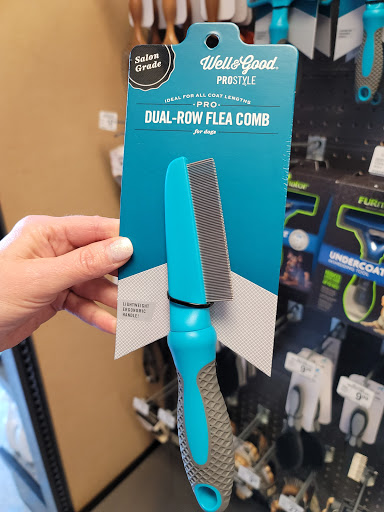 Salon
Grade
Well&Good
PROSTYLE
IDEAL FOR ALL COAT LENGTHS
PRO
DUAL-ROW FLEA COMB
for dogs
LIGHTWEIGHT
ERGONOMIC
HANDLE!
FURm
UNDERCOAT